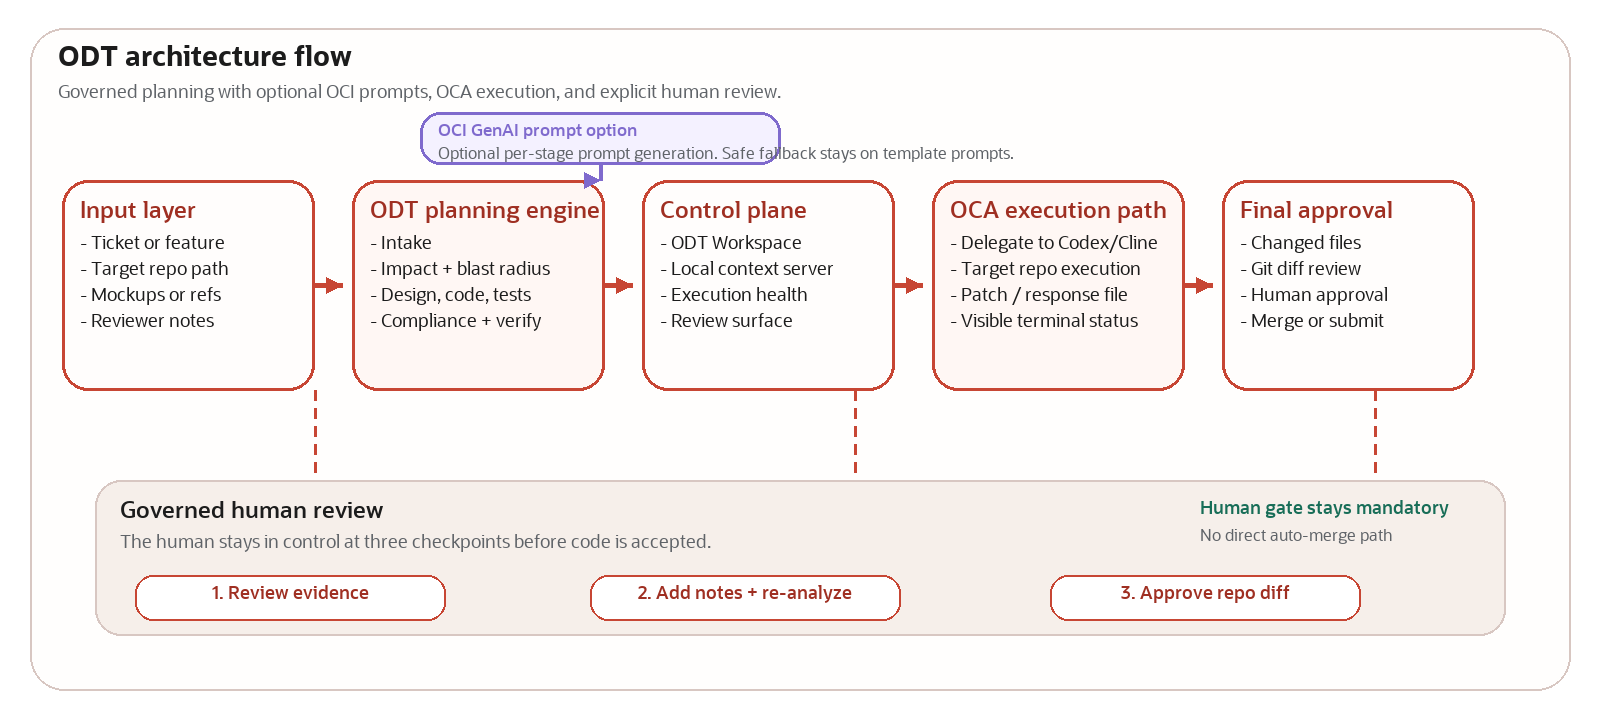 ODT architecture flow
Governed planning with optional OCI prompts, OCA execution, and explicit human review.
OCI GenAI prompt option
Optional per-stage prompt generation. Safe fallback stays on template prompts.
Input layer
- Ticket or feature
- Target repo path
- Mockups or refs
- Reviewer notes
ODT planning engine
- Intake
- Impact + blast radius
- Design, code, tests
- Compliance + verify
Control plane
- ODT Workspace
- Local context server
- Execution health
- Review surface
OCA execution path
- Delegate to Codex/Cline
- Target repo execution
- Patch / response file
- Visible terminal status
Final approval
- Changed files
- Git diff review
- Human approval
- Merge or submit
Governed human review
The human stays in control at three checkpoints before code is accepted.
Human gate stays mandatory
No direct auto-merge path
1. Review evidence
2. Add notes + re-analyze
3. Approve repo diff